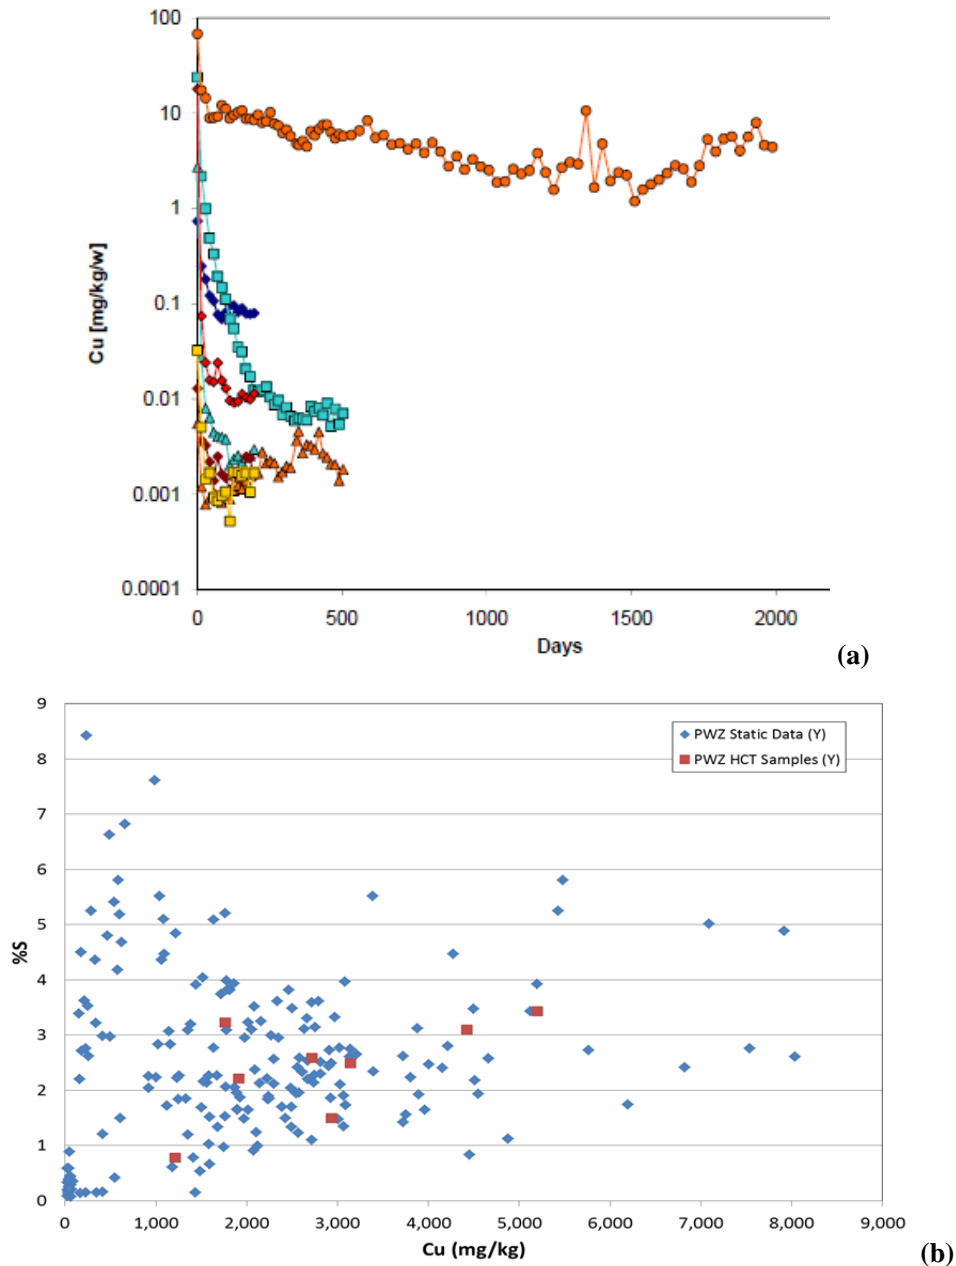 100
10
1
0.1
0.01
0.001
0.0001
Cu [mg/kg/w]
0 500 1000 1500 2000
Days
(a)
9
8
7
6
5
4
3
2
1
0
%S
PWZ Static Data (Y)
PWZ HCT Samples (Y)
0 1,000 2,000 3,000 4,000 5,000 6,000 7,000 8,000 9,000
Cu (mg/kg)
(b)